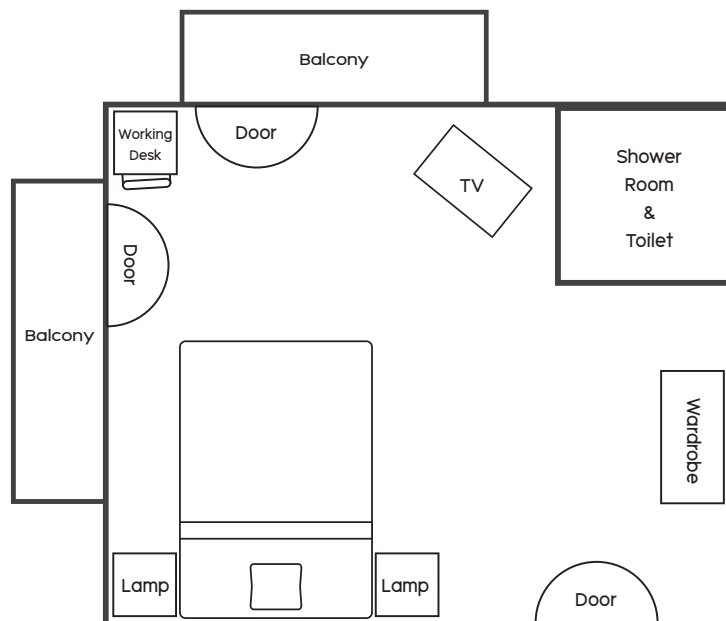 Balcony
Working
Desk
Door
TV
Shower
Room
&
Toilet
Door
Balcony
Wardrobe
Lamp
Lamp
Door